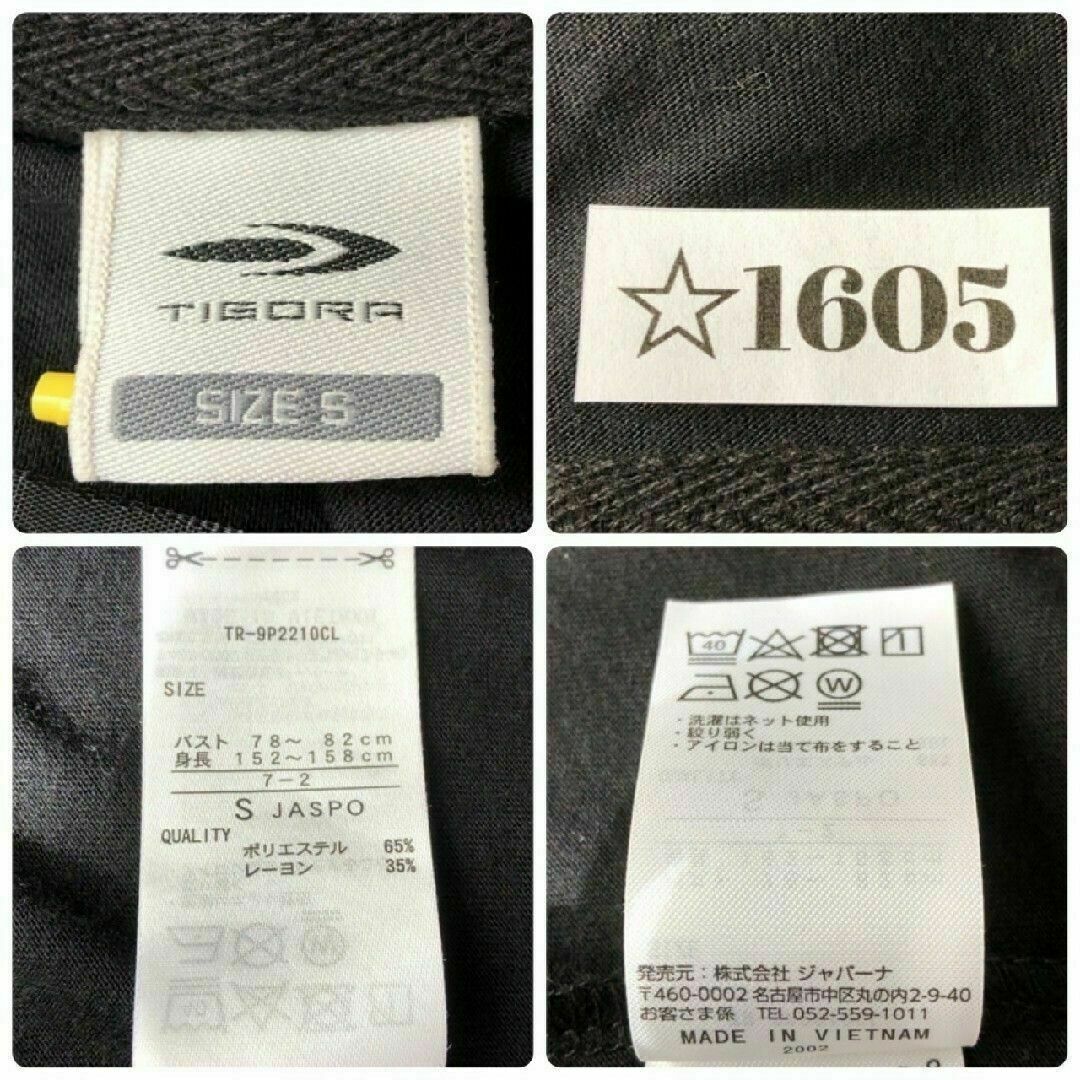 TIGORA
SIZE S
☆1605
TR-9P2210CL
SIZE
バスト 78～ 82cm
身長 152～158cm
7-2
S JASPO
QUALITY
ポリエステル 65%
レーヨン 35%
40
W
・洗濯はネット使用
・絞り弱く
・アイロンは当て布をすること
発売元：株式会社 ジャパーナ
〒460-0002 名古屋市中区丸の内2-9-40
お客さま係 TEL 052-559-1011
MADE IN VIETNAM
2002